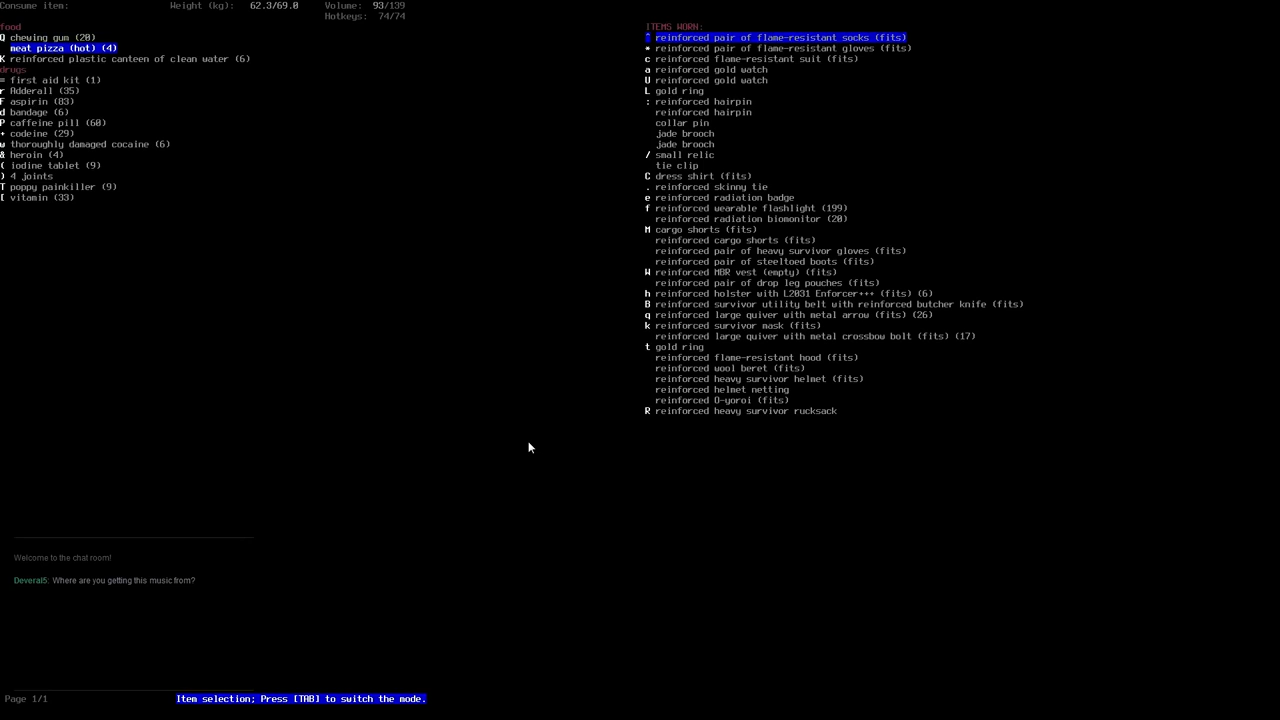 Consume item: Weight (kg): 62.3/69.0 Volume: 93/139
Hotkeys: 74/74
food
Q chewing gum (20)
meat pizza (hot) (4)
K reinforced plastic canteen of clean water (6)
drugs
= first aid kit (1)
r Adderall (35)
F aspirin (83)
d bandage (6)
P caffeine pill (60)
+ codeine (29)
w thoroughly damaged cocaine (6)
& heroin (4)
( iodine tablet (9)
) 4 joints
T poppy painkiller (9)
[ vitamin (33)
ITEMS WORN:
reinforced pair of flame-resistant socks (fits)
* reinforced pair of flame-resistant gloves (fits)
c reinforced flame-resistant suit (fits)
a reinforced gold watch
U reinforced gold watch
L gold ring
: reinforced hairpin
reinforced hairpin
collar pin
jade brooch
jade brooch
/ small relic
tie clip
C dress shirt (fits)
. reinforced skinny tie
e reinforced radiation badge
f reinforced wearable flashlight (199)
reinforced radiation biomonitor (20)
M cargo shorts (fits)
reinforced cargo shorts (fits)
reinforced pair of heavy survivor gloves (fits)
reinforced pair of steeltoed boots (fits)
W reinforced MBR vest (empty) (fits)
reinforced pair of drop leg pouches (fits)
h reinforced holster with L2031 Enforcer+++ (fits) (6)
B reinforced survivor utility belt with reinforced butcher knife (fits)
q reinforced large quiver with metal arrow (fits) (26)
k reinforced survivor mask (fits)
reinforced large quiver with metal crossbow bolt (fits) (17)
t gold ring
reinforced flame-resistant hood (fits)
reinforced wool beret (fits)
reinforced heavy survivor helmet (fits)
reinforced helmet netting
reinforced O-yoroi (fits)
R reinforced heavy survivor rucksack
Welcome to the chat room!
Deveral5: Where are you getting this music from?
Page 1/1 Item selection; Press [TAB] to switch the mode.